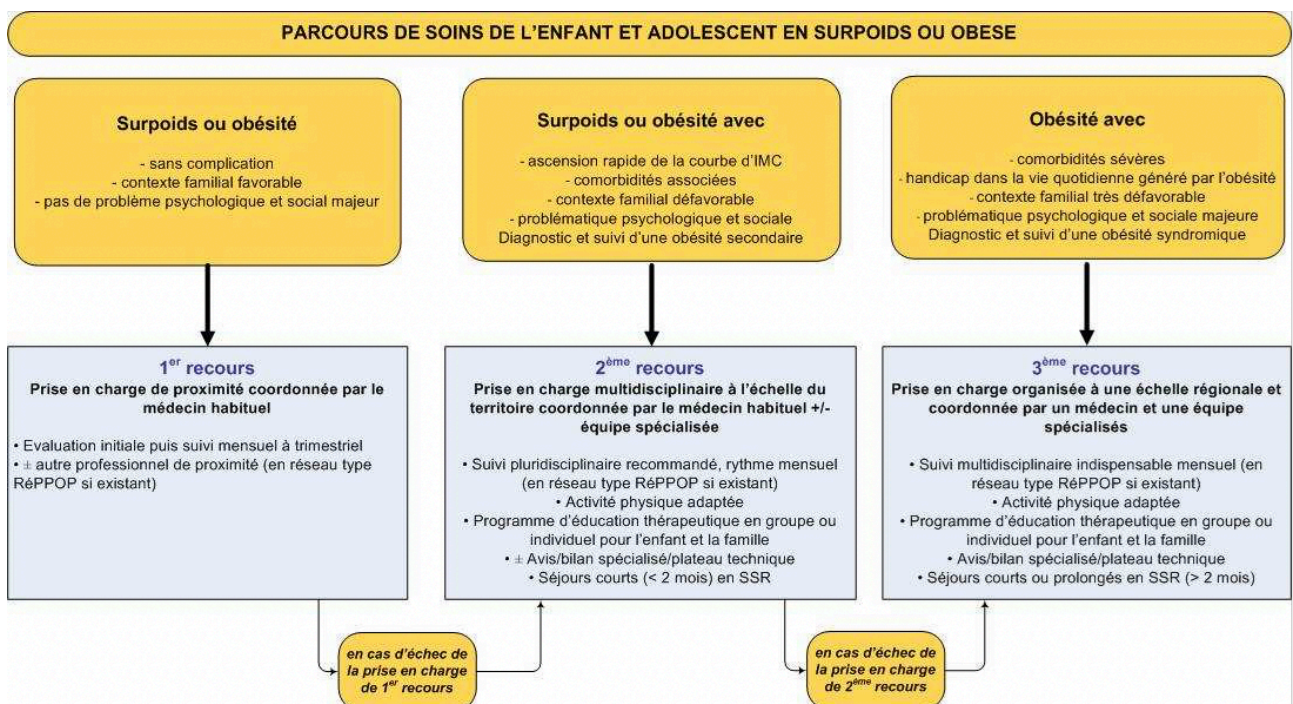 PARCOURS DE SOINS DE L'ENFANT ET ADOLESCENT EN SURPOIDS OU OBESE
Surpoids ou obésité
- sans complication
- contexte familial favorable
- pas de problème psychologique et social majeur
Surpoids ou obésité avec
- ascension rapide de la courbe d'IMC
- comorbidités associées
- contexte familial défavorable
- problématique psychologique et sociale
Diagnostic et suivi d'une obésité secondaire
Obésité avec
- comorbidités sévères
- handicap dans la vie quotidienne généré par l'obésité
- contexte familial très défavorable
- problématique psychologique et sociale majeure
Diagnostic et suivi d'une obésité syndromique
1er recours
Prise en charge de proximité coordonnée par le
médecin habituel
• Evaluation initiale puis suivi mensuel à trimestriel
• ± autre professionnel de proximité (en réseau type
RéPPOP si existant)
2ème recours
Prise en charge multidisciplinaire à l'échelle du
territoire coordonnée par le médecin habituel +/-
équipe spécialisée
• Suivi pluridisciplinaire recommandé, rythme mensuel
(en réseau type RéPPOP si existant)
• Activité physique adaptée
• Programme d'éducation thérapeutique en groupe ou
individuel pour l'enfant et la famille
• ± Avis/bilan spécialisé/plateau technique
• Séjours courts (< 2 mois) en SSR
3ème recours
Prise en charge organisée à une échelle régionale et
coordonnée par un médecin et une équipe
spécialisés
• Suivi multidisciplinaire indispensable mensuel (en
réseau type RéPPOP si existant)
• Activité physique adaptée
• Programme d'éducation thérapeutique en groupe ou
individuel pour l'enfant et la famille
• Avis/bilan spécialisé/plateau technique
• Séjours courts ou prolongés en SSR (> 2 mois)
en cas d'échec de
la prise en charge
de 1er recours
en cas d'échec de
la prise en charge
de 2ème recours